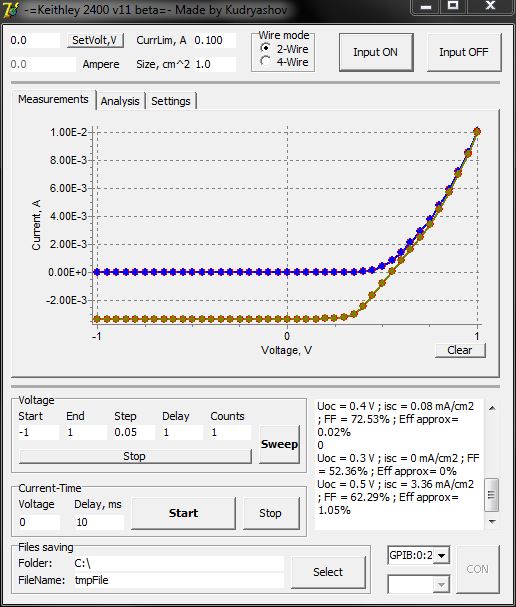 -=Keithley 2400 v11 beta=- Made by Kudryashov
0.0 SetVolt,V CurrLim, A 0.100
0.0 Ampere Size, cm^2 1.0
Wire mode
2-Wire
4-Wire
Input ON Input OFF
Measurements Analysis Settings
1.00E-2
8.00E-3
6.00E-3
4.00E-3
2.00E-3
0.00E+0
-2.00E-3
Current, A
-1 0 1
Voltage, V
Clear
Voltage
Start End Step Delay Counts
-1 1 0.05 1 1
Sweep
Stop
Uoc = 0.4 V ; isc = 0.08 mA/cm2
; FF = 72.53% ; Eff approx=
0.02%
0
Uoc = 0.3 V ; isc = 0 mA/cm2 ; FF
= 52.36% ; Eff approx= 0%
Uoc = 0.5 V ; isc = 3.36 mA/cm2
; FF = 62.29% ; Eff approx=
1.05%
Current-Time
Voltage Delay, ms
0 10
Start Stop
Files saving
Folder: C:\
FileName: tmpFile
Select
GPIB:0:2
CON